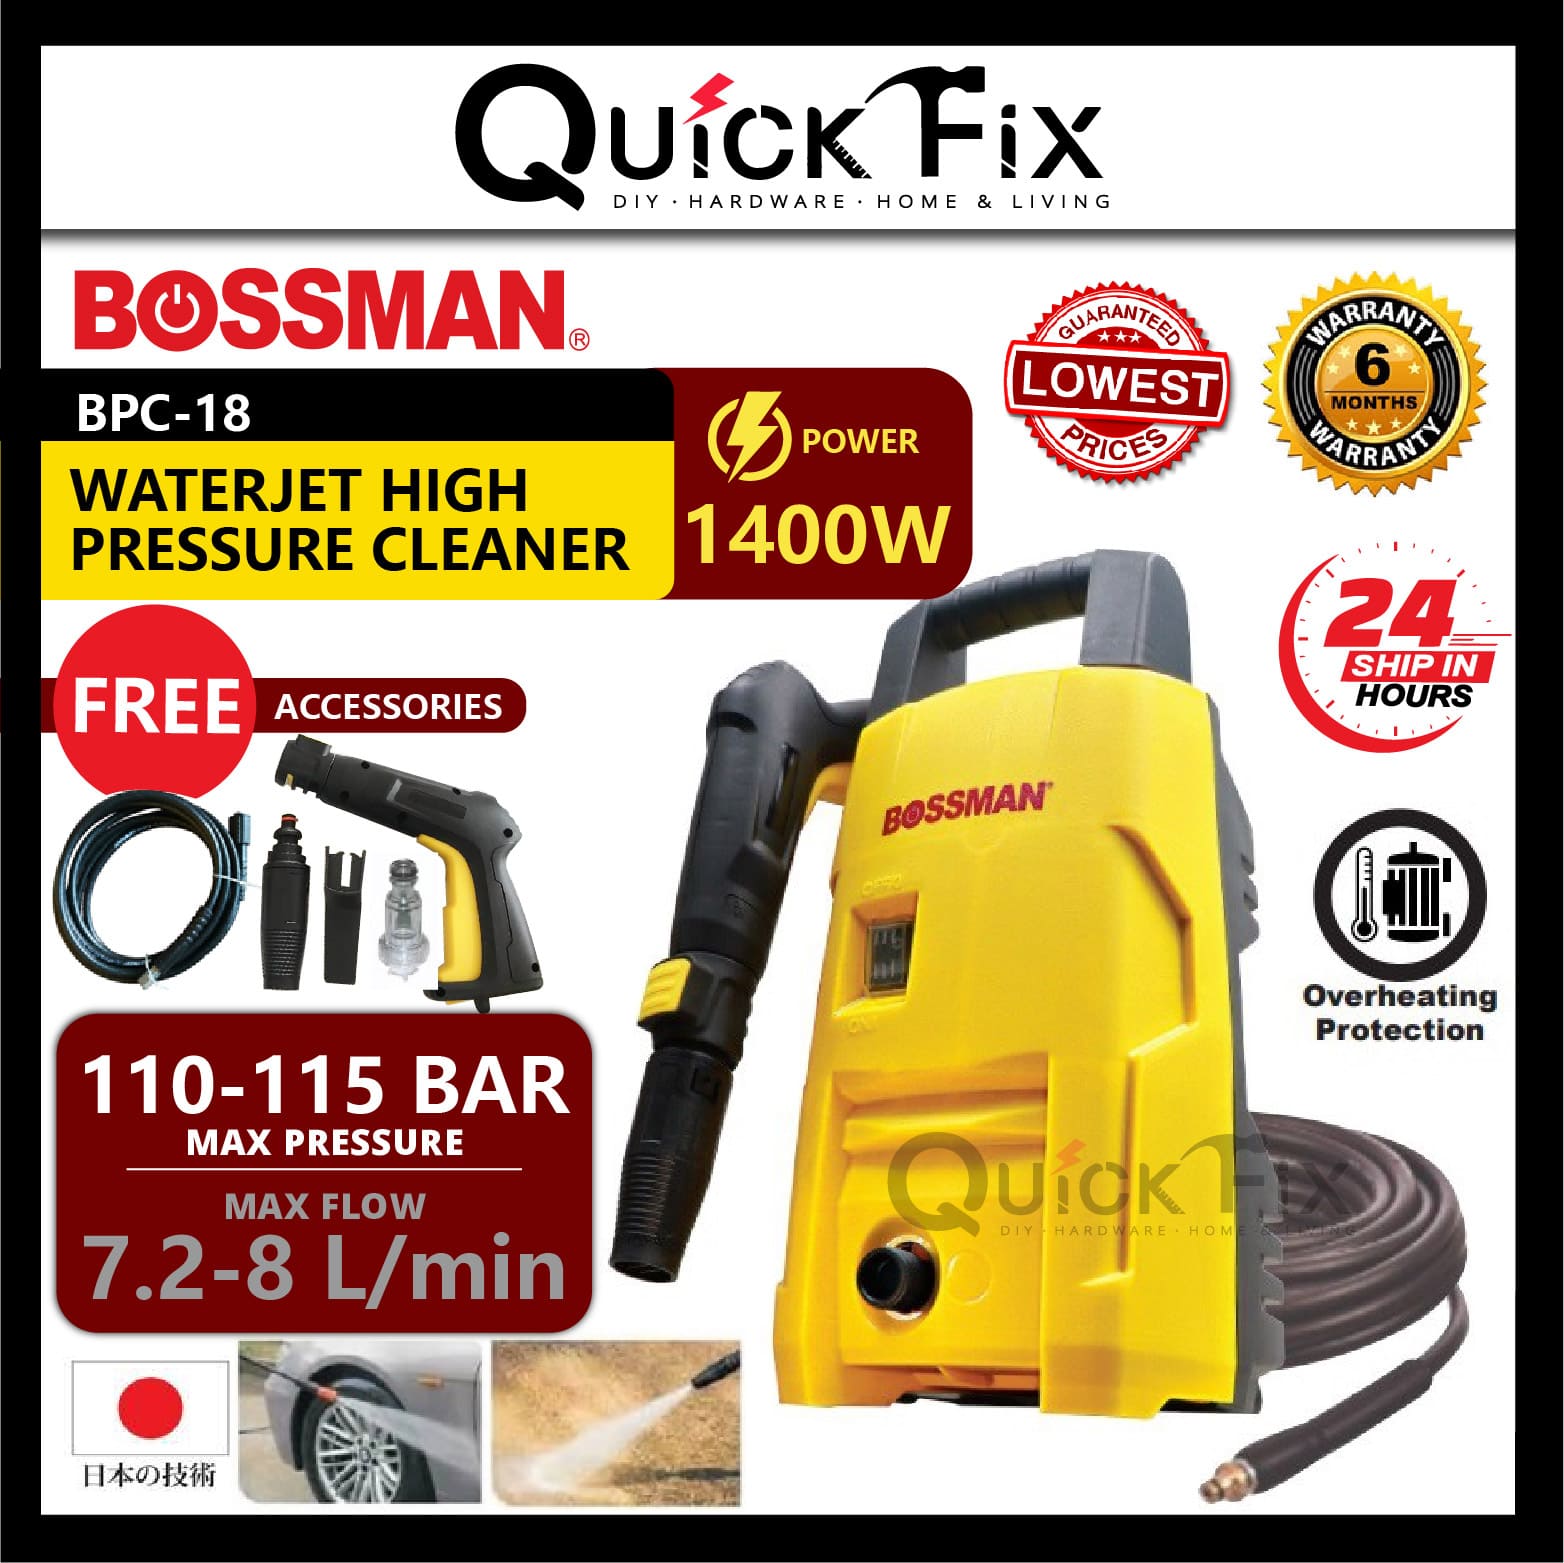 QUICK FIX
DIY · HARDWARE · HOME & LIVING
BOSSMAN®
BPC-18
WATERJET HIGH
PRESSURE CLEANER
POWER
1400W
GUARANTEED
LOWEST
PRICES
WARRANTY
6
MONTHS
WARRANTY
24
SHIP IN
HOURS
FREE
ACCESSORIES
BOSSMAN
ON
Overheating
Protection
110-115 BAR
MAX PRESSURE
MAX FLOW
7.2-8 L/min
QUICK FIX
DIY · HARDWARE · HOME & LIVING
日本の技術